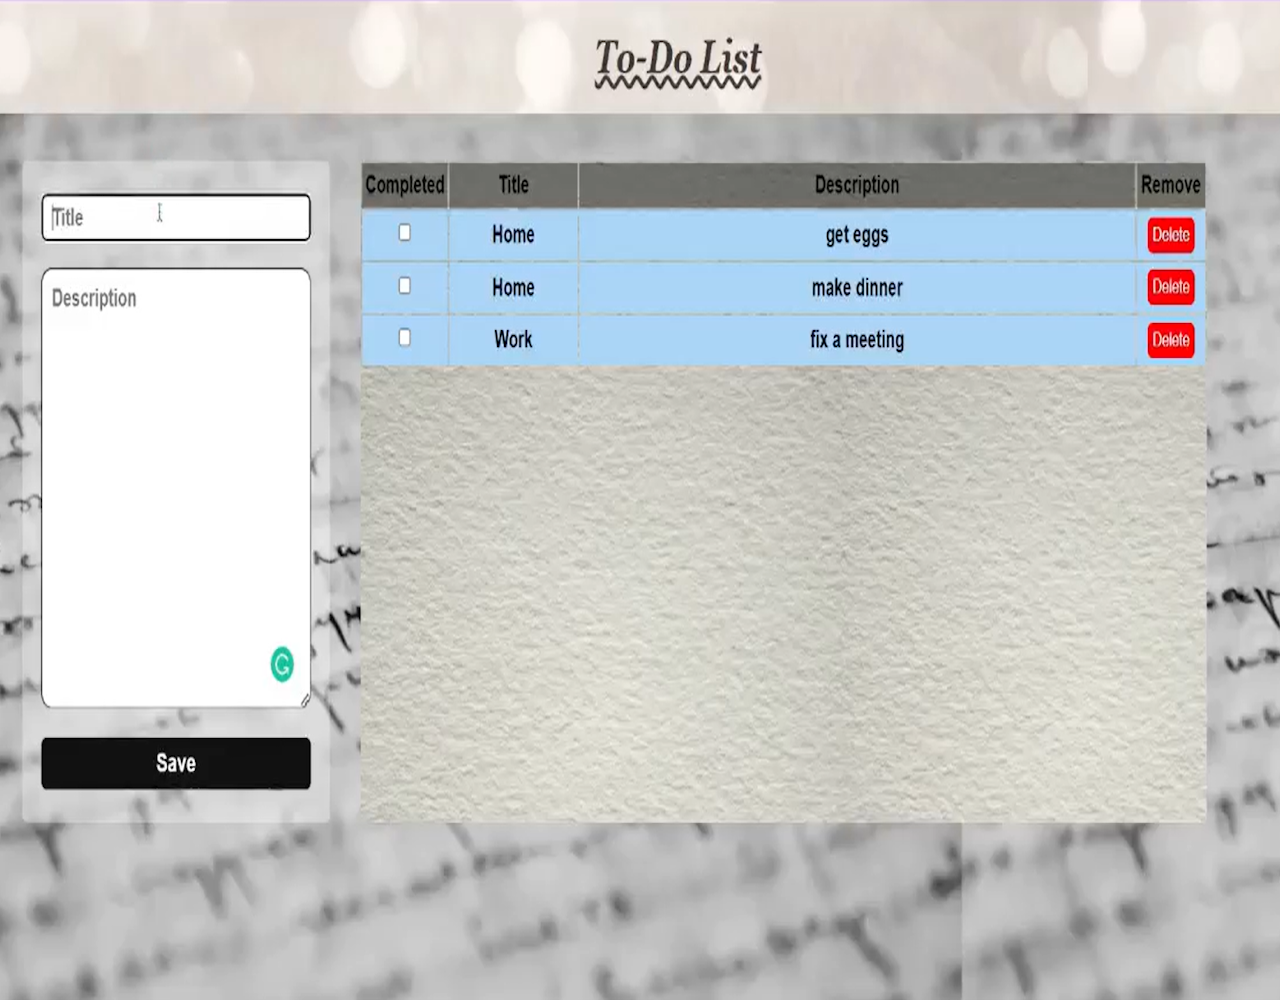 To-Do List
Title
Description
Save
Completed Title Description Remove
Home get eggs Delete
Home make dinner Delete
Work fix a meeting Delete